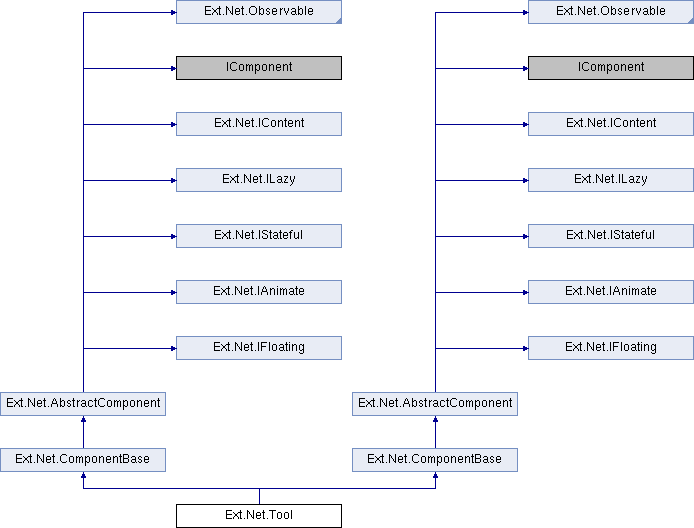 Ext.Net.Observable Ext.Net.Observable
IComponent IComponent
Ext.Net.IContent Ext.Net.IContent
Ext.Net.ILazy Ext.Net.ILazy
Ext.Net.IStateful Ext.Net.IStateful
Ext.Net.IAnimate Ext.Net.IAnimate
Ext.Net.IFloating Ext.Net.IFloating
Ext.Net.AbstractComponent Ext.Net.AbstractComponent
Ext.Net.ComponentBase Ext.Net.ComponentBase
Ext.Net.Tool